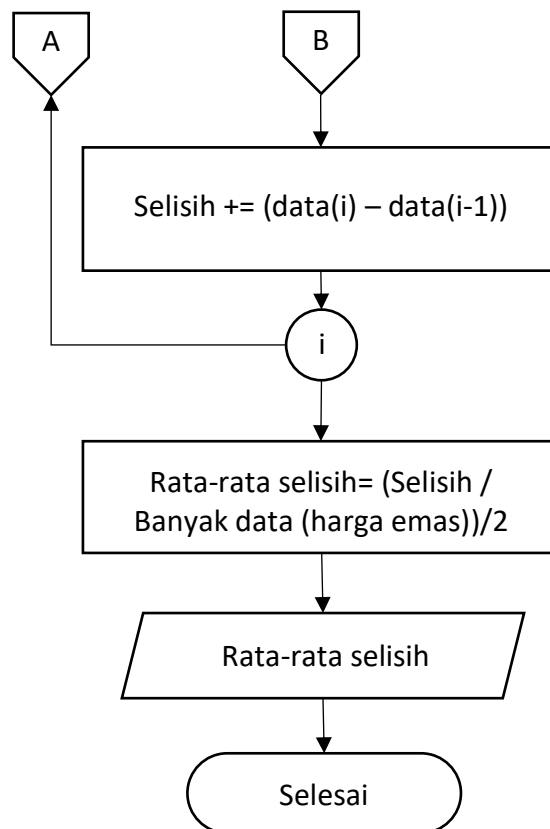 A
B
Selisih += (data(i) – data(i-1))
i
Rata-rata selisih= (Selisih /
Banyak data (harga emas))/2
Rata-rata selisih
Selesai